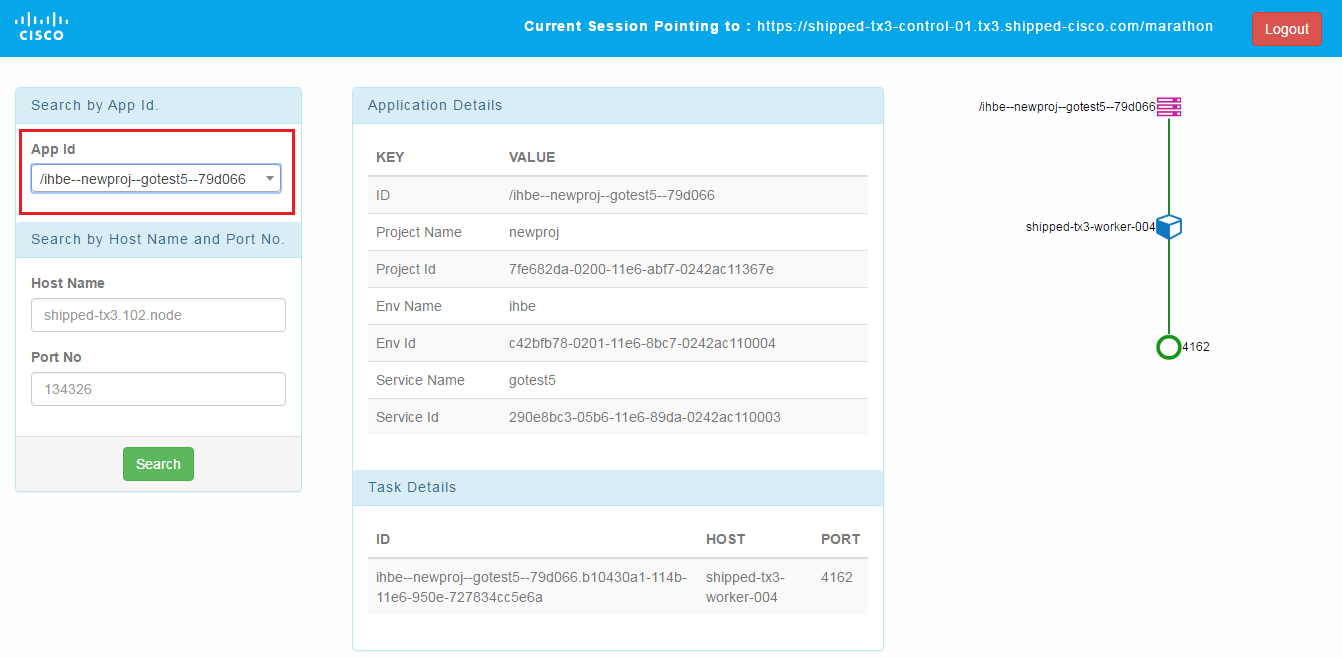 CISCO
Current Session Pointing to : https://shipped-tx3-control-01.tx3.shipped-cisco.com/marathon
Logout
Search by App Id.
App Id
/ihbe--newproj--gotest5--79d066
Search by Host Name and Port No.
Host Name
shipped-tx3.102.node
Port No
134326
Search
Application Details
KEY VALUE
ID /ihbe--newproj--gotest5--79d066
Project Name newproj
Project Id 7fe682da-0200-11e6-abf7-0242ac11367e
Env Name ihbe
Env Id c42bfb78-0201-11e6-8bc7-0242ac110004
Service Name gotest5
Service Id 290e8bc3-05b6-11e6-89da-0242ac110003
Task Details
ID HOST PORT
ihbe--newproj--gotest5--79d066.b10430a1-114b- shipped-tx3- 4162
11e6-950e-727834cc5e6a worker-004
/ihbe--newproj--gotest5--79d066
shipped-tx3-worker-004
4162